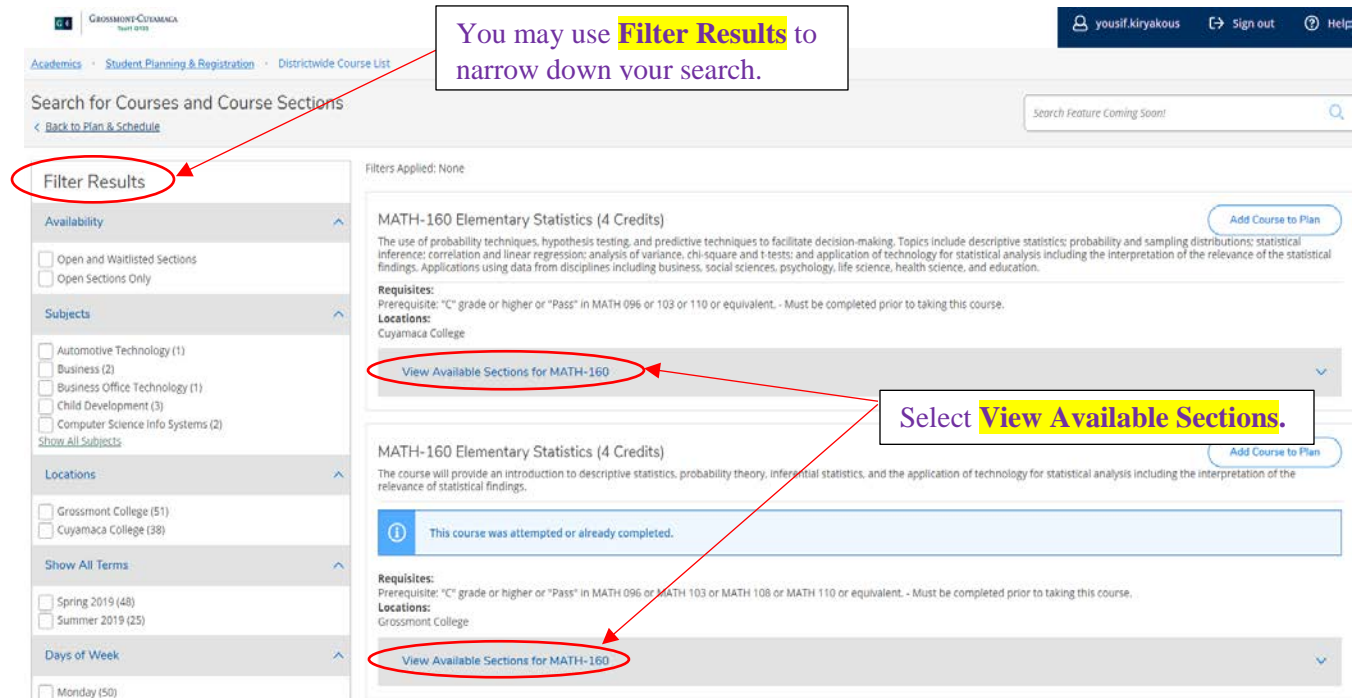 G C GROSSMONT-CUYAMACA
You may use Filter Results to
narrow down your search.
yousif.kiryakous Sign out Help
Academics · Student Planning & Registration · Districtwide Course List
Search for Courses and Course Sections
< Back to Plan & Schedule
Search Feature Coming Soon!
Filter Results
Availability
Open and Waitlisted Sections
Open Sections Only
Subjects
Automotive Technology (1)
Business (2)
Business Office Technology (1)
Child Development (3)
Computer Science Info Systems (2)
Show All Subjects
Locations
Grossmont College (51)
Cuyamaca College (38)
Show All Terms
Spring 2019 (48)
Summer 2019 (25)
Days of Week
Monday (50)
Filters Applied: None
MATH-160 Elementary Statistics (4 Credits)
Add Course to Plan
The use of probability techniques, hypothesis testing, and predictive techniques to facilitate decision-making. Topics include descriptive statistics; probability and sampling distributions; statistical
inference; correlation and linear regression; analysis of variance, chi-square and t-tests; and application of technology for statistical analysis including the interpretation of the relevance of the statistical
findings. Applications using data from disciplines including business, social sciences, psychology, life science, health science, and education.
Requisites:
Prerequisite: "C" grade or higher or "Pass" in MATH 096 or 103 or 110 or equivalent. - Must be completed prior to taking this course.
Locations:
Cuyamaca College
View Available Sections for MATH-160
Select View Available Sections.
MATH-160 Elementary Statistics (4 Credits)
Add Course to Plan
The course will provide an introduction to descriptive statistics, probability theory, inferential statistics, and the application of technology for statistical analysis including the interpretation of the
relevance of statistical findings.
This course was attempted or already completed.
Requisites:
Prerequisite: "C" grade or higher or "Pass" in MATH 096 or MATH 103 or MATH 108 or MATH 110 or equivalent. - Must be completed prior to taking this course.
Locations:
Grossmont College
View Available Sections for MATH-160